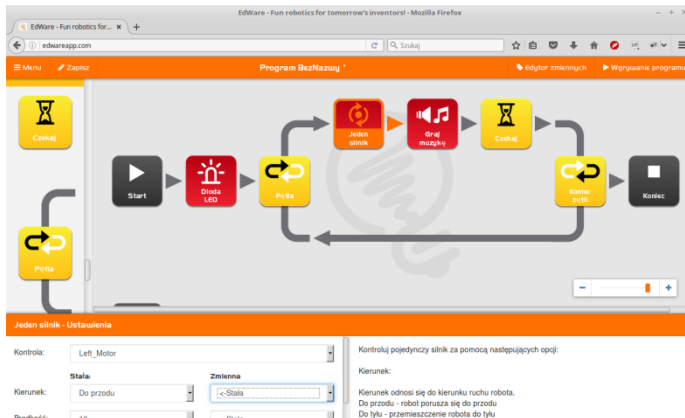 EdWare - Fun robotics for tomorrow's inventors! - Mozilla Firefox
EdWare - Fun robotics for...
edwareapp.com
Szukaj
Menu
Zapisz
Program BezNazwy *
Edytor zmiennych
Wgrywanie programu
Czekaj
Pętla
Start
Dioda
LED
Pętla
Jeden
silnik
Graj
muzykę
Czekaj
Koniec
pętli
Koniec
Jeden silnik - Ustawienia
Kontrola:
Left_Motor
Stała:
Zmienna
Kierunek:
Do przodu
<-Stała
Kontroluj pojedynczy silnik za pomocą następujących opcji:
Kierunek:
Kierunek odnosi się do kierunku ruchu robota.
Do przodu - robot porusza się do przodu
Do tyłu - przemieszczenie robota do tyłu